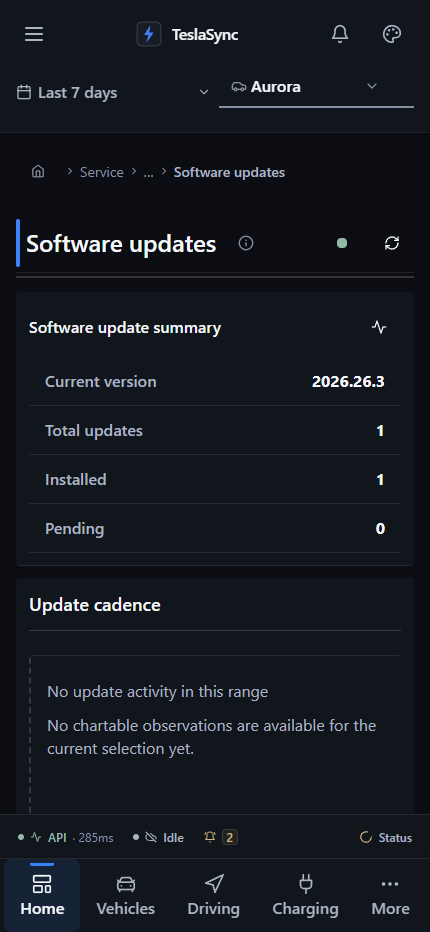 TeslaSync
Last 7 days
Aurora
Service
...
Software updates
Software updates
Software update summary
Current version 2026.26.3
Total updates 1
Installed 1
Pending 0
Update cadence
No update activity in this range
No chartable observations are available for the
current selection yet.
API · 285ms Idle 2 Status
Home Vehicles Driving Charging More